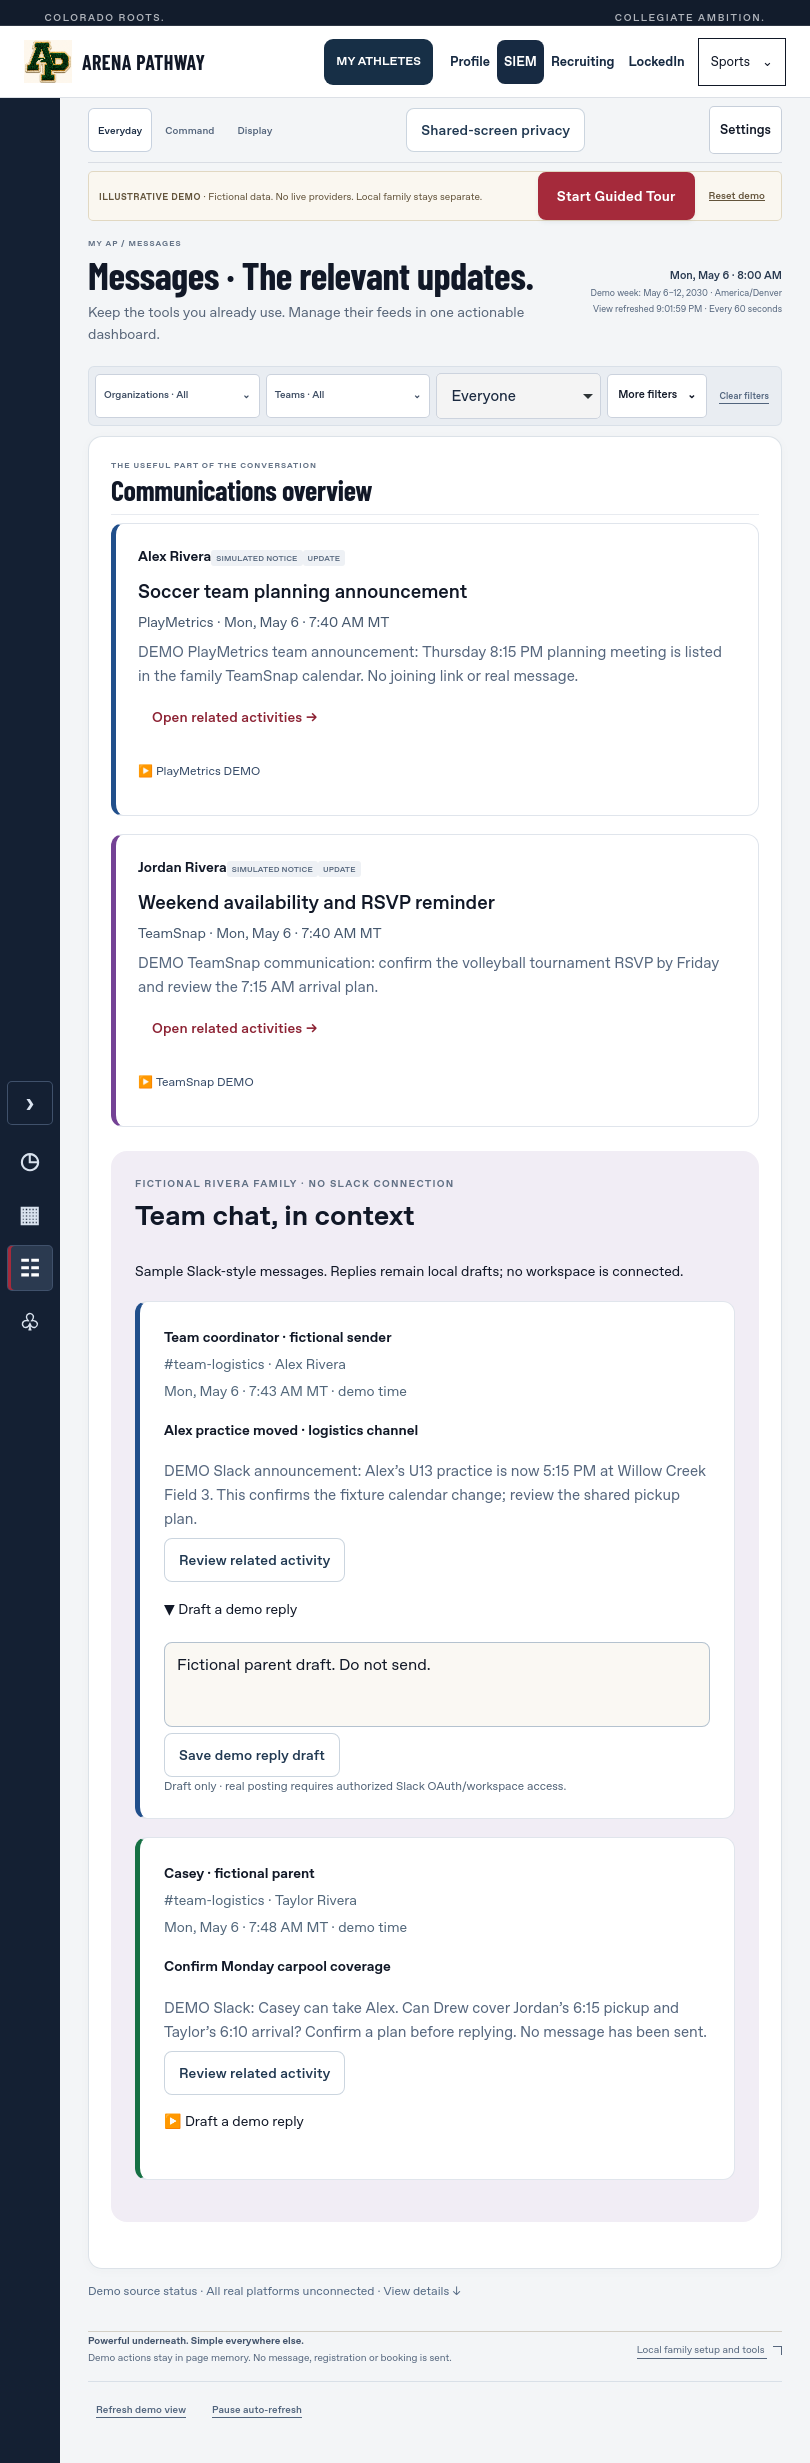 COLORADO ROOTS.
COLLEGIATE AMBITION.
AP
ARENA PATHWAY
MY ATHLETES
Profile
SIEM
Recruiting
LockedIn
Sports
Everyday
Command
Display
Shared-screen privacy
Settings
ILLUSTRATIVE DEMO · Fictional data. No live providers. Local family stays separate.
Start Guided Tour
Reset demo
MY AP / MESSAGES
Messages · The relevant updates.
Keep the tools you already use. Manage their feeds in one actionable
dashboard.
Mon, May 6 · 8:00 AM
Demo week: May 6–12, 2030 · America/Denver
View refreshed 9:01:59 PM · Every 60 seconds
Organizations · All
Teams · All
Everyone
More filters
Clear filters
THE USEFUL PART OF THE CONVERSATION
Communications overview
Alex Rivera SIMULATED NOTICE UPDATE
Soccer team planning announcement
PlayMetrics · Mon, May 6 · 7:40 AM MT
DEMO PlayMetrics team announcement: Thursday 8:15 PM planning meeting is listed
in the family TeamSnap calendar. No joining link or real message.
Open related activities →
▶ PlayMetrics DEMO
Jordan Rivera SIMULATED NOTICE UPDATE
Weekend availability and RSVP reminder
TeamSnap · Mon, May 6 · 7:40 AM MT
DEMO TeamSnap communication: confirm the volleyball tournament RSVP by Friday
and review the 7:15 AM arrival plan.
Open related activities →
▶ TeamSnap DEMO
FICTIONAL RIVERA FAMILY · NO SLACK CONNECTION
Team chat, in context
Sample Slack-style messages. Replies remain local drafts; no workspace is connected.
Team coordinator · fictional sender
#team-logistics · Alex Rivera
Mon, May 6 · 7:43 AM MT · demo time
Alex practice moved · logistics channel
DEMO Slack announcement: Alex’s U13 practice is now 5:15 PM at Willow Creek
Field 3. This confirms the fixture calendar change; review the shared pickup
plan.
Review related activity
▼ Draft a demo reply
Fictional parent draft. Do not send.
Save demo reply draft
Draft only · real posting requires authorized Slack OAuth/workspace access.
Casey · fictional parent
#team-logistics · Taylor Rivera
Mon, May 6 · 7:48 AM MT · demo time
Confirm Monday carpool coverage
DEMO Slack: Casey can take Alex. Can Drew cover Jordan’s 6:15 pickup and
Taylor’s 6:10 arrival? Confirm a plan before replying. No message has been sent.
Review related activity
▶ Draft a demo reply
Demo source status · All real platforms unconnected · View details ↓
Powerful underneath. Simple everywhere else.
Demo actions stay in page memory. No message, registration or booking is sent.
Local family setup and tools
Refresh demo view
Pause auto-refresh